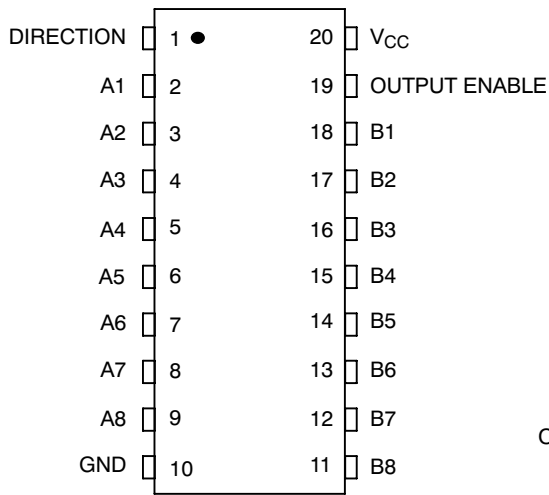 DIRECTION 1 20 VCC
A1 2 19 OUTPUT ENABLE
A2 3 18 B1
A3 4 17 B2
A4 5 16 B3
A5 6 15 B4
A6 7 14 B5
A7 8 13 B6
A8 9 12 B7
GND 10 11 B8